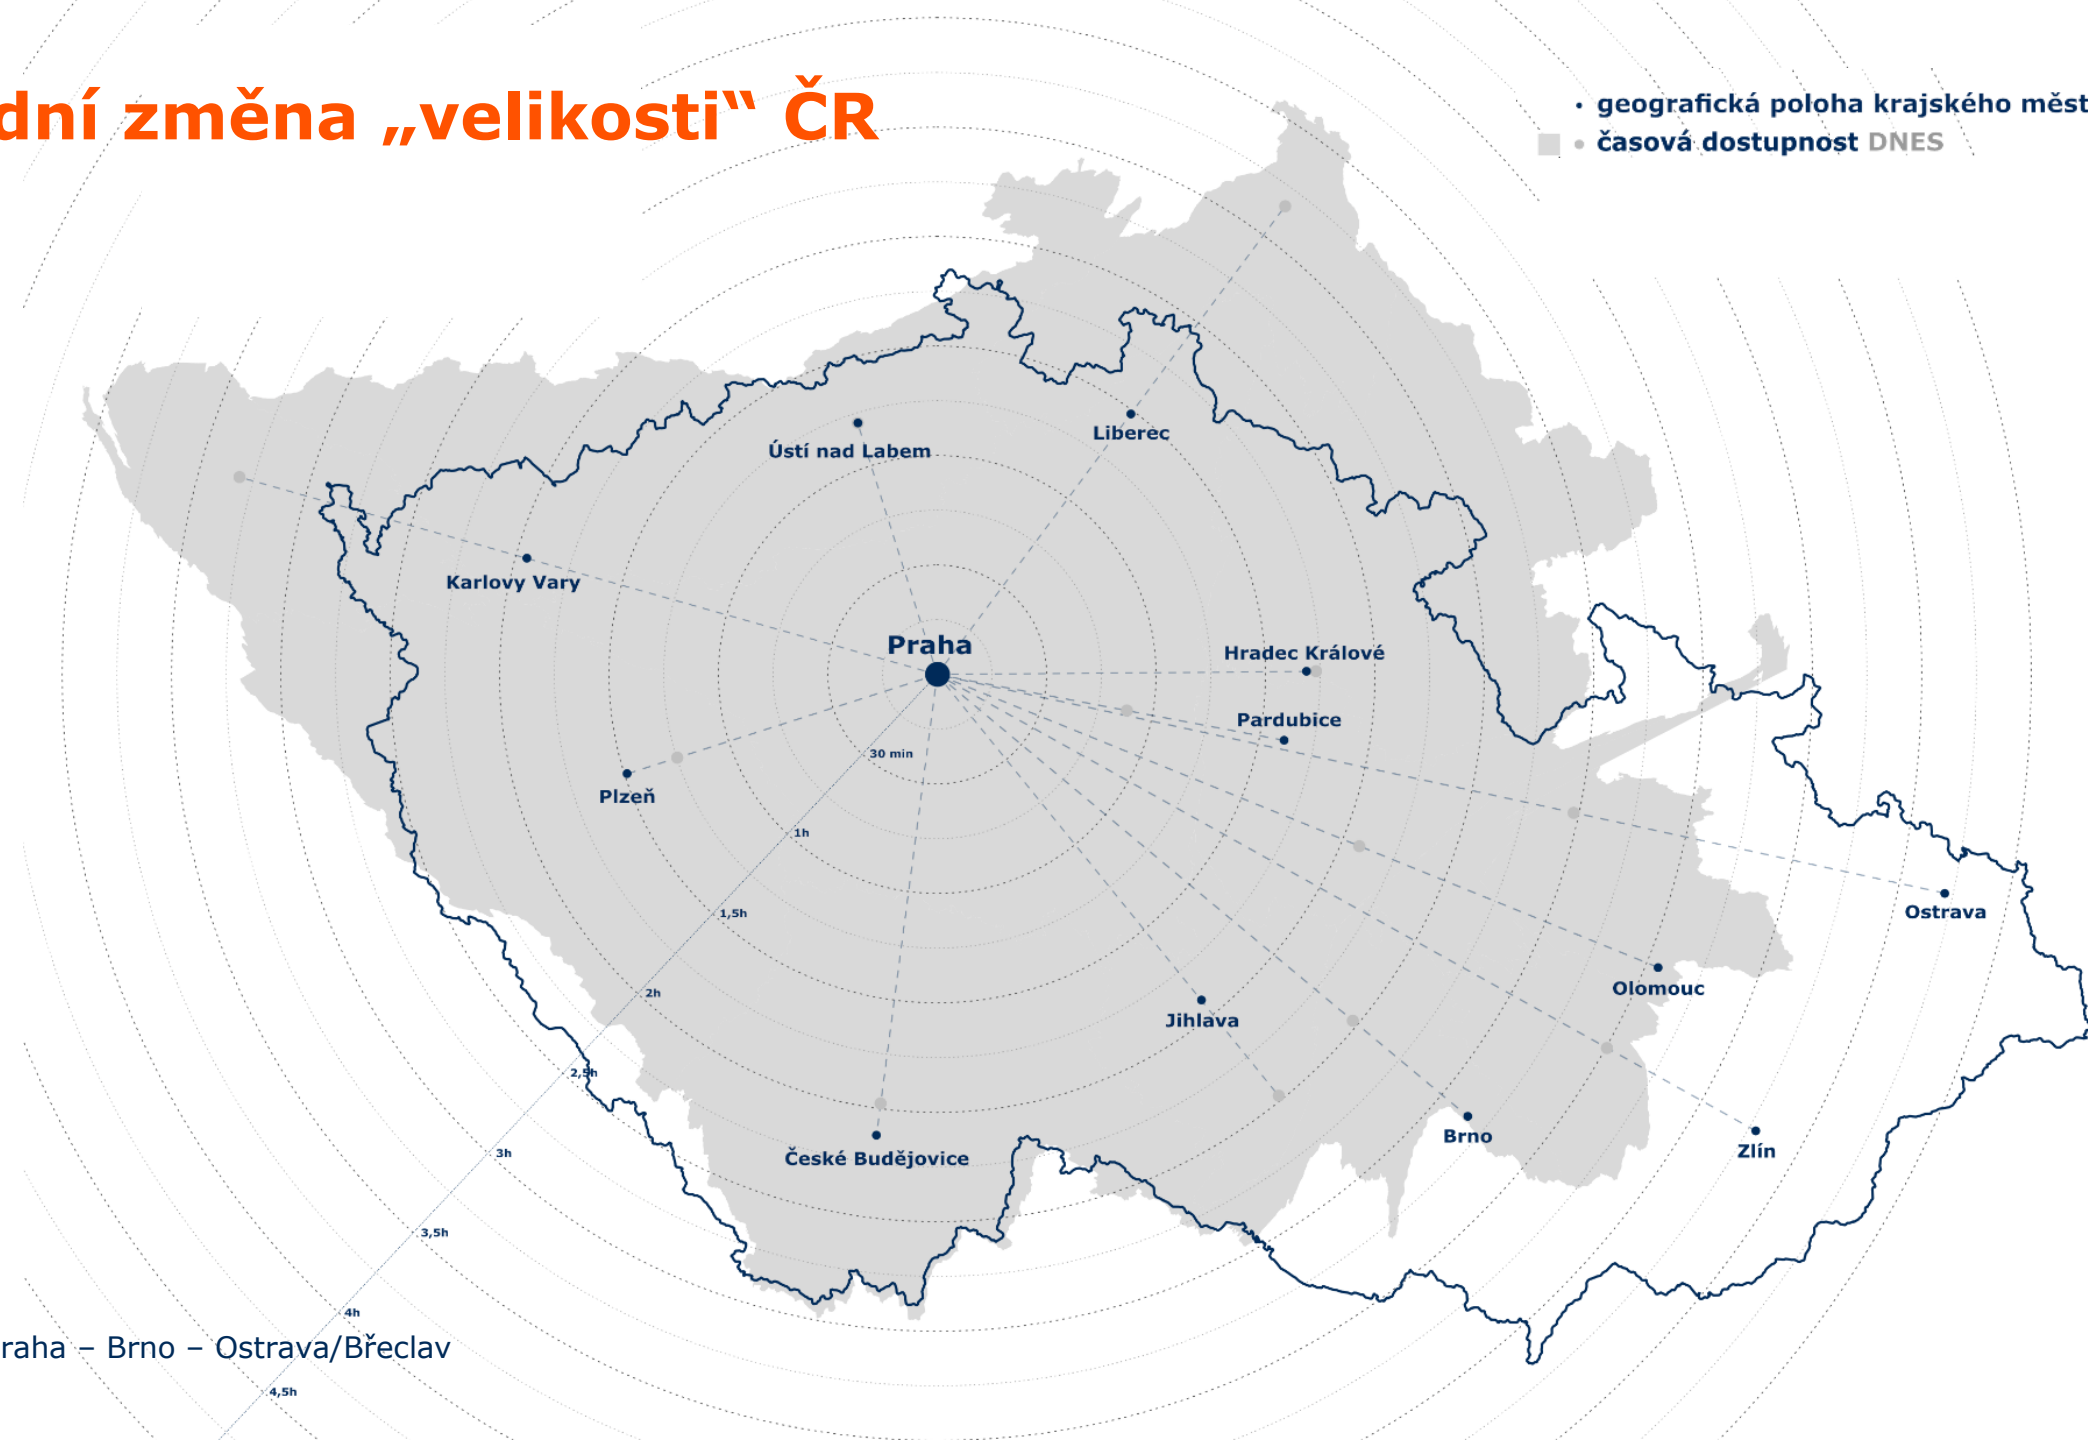 dní změna „velikosti“ ČR
geografická poloha krajského měst
časová dostupnost DNES
Ústí nad Labem
Liberec
Karlovy Vary
Praha
Hradec Králové
Pardubice
30 min
Plzeň
1h
1,5h
Ostrava
2h
Olomouc
Jihlava
2,5h
Brno
Zlín
České Budějovice
3h
3,5h
4h
raha – Brno – Ostrava/Břeclav
4,5h